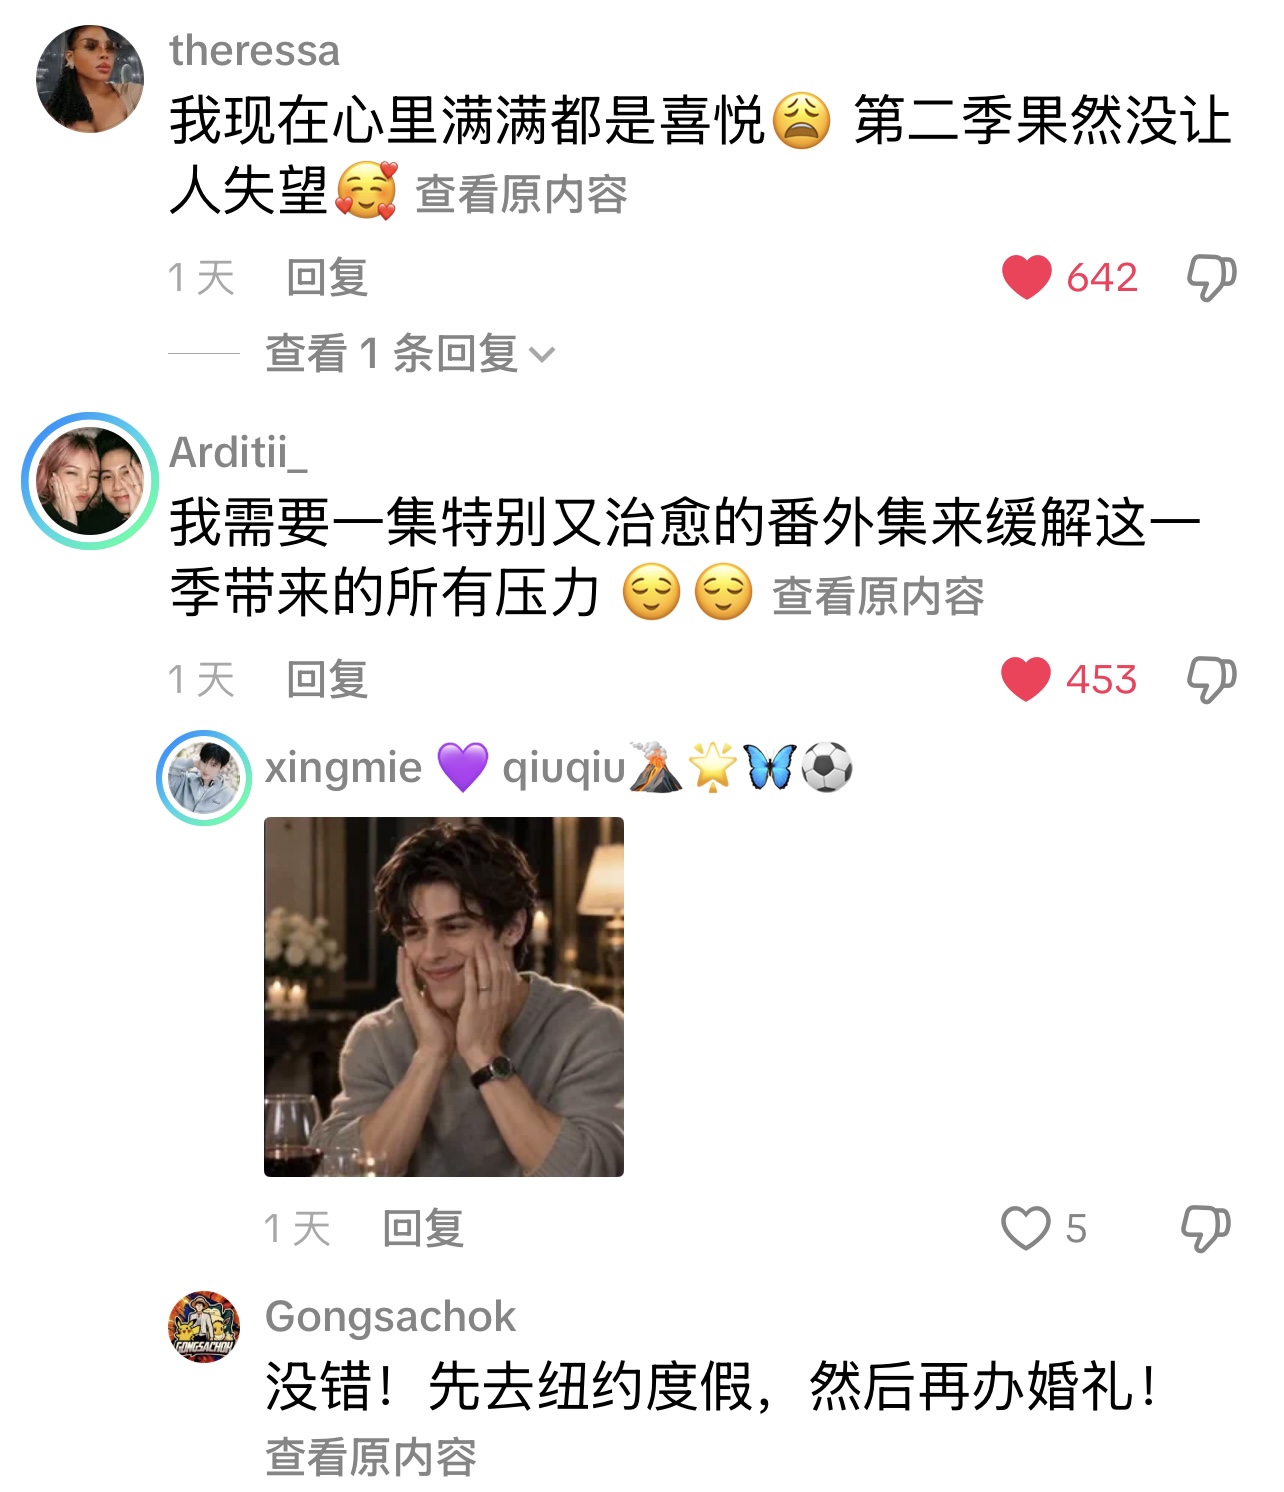 theressa
我现在心里满满都是喜悦😩 第二季果然没让
人失望🥰 查看原内容
1 天 回复 642
查看 1 条回复
Arditii_
我需要一集特别又治愈的番外集来缓解这一
季带来的所有压力 😌 😌 查看原内容
1 天 回复 453
xingmie 💜 qiuqiu🌋🌟🦋⚽
1 天 回复 5
Gongsachok
GONGSACHOK
没错！先去纽约度假，然后再办婚礼！
查看原内容